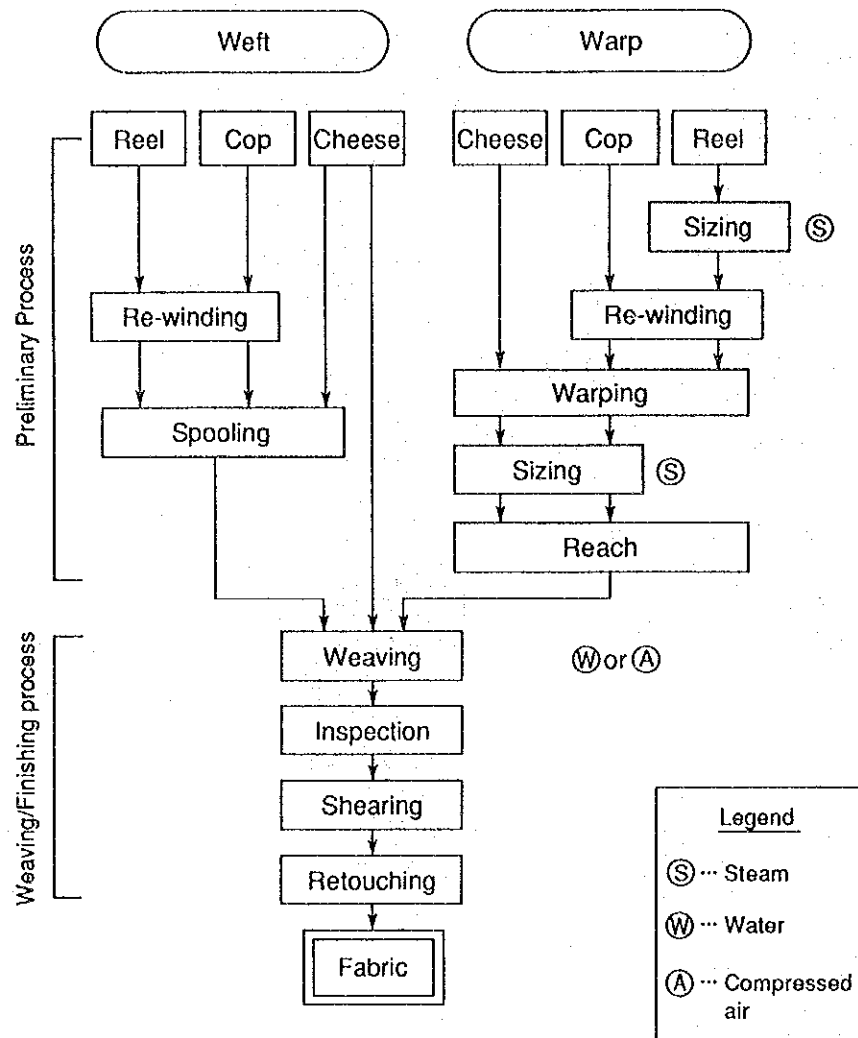 Weft
Warp
Reel
Cop
Cheese
Cheese
Cop
Reel
Sizing
Ⓢ
Re-winding
Re-winding
Warping
Spooling
Sizing
Ⓢ
Reach
Preliminary Process
Weaving
Ⓦ or Ⓐ
Inspection
Shearing
Retouching
Fabric
Weaving/Finishing process
Legend
Ⓢ ··· Steam
Ⓦ ··· Water
Ⓐ ··· Compressed
air